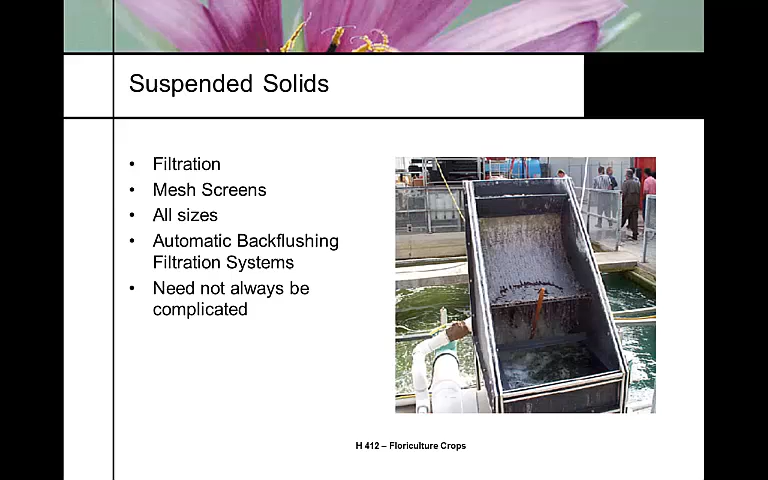 Suspended Solids
• Filtration
• Mesh Screens
• All sizes
• Automatic Backflushing
Filtration Systems
• Need not always be
complicated
H 412 – Floriculture Crops